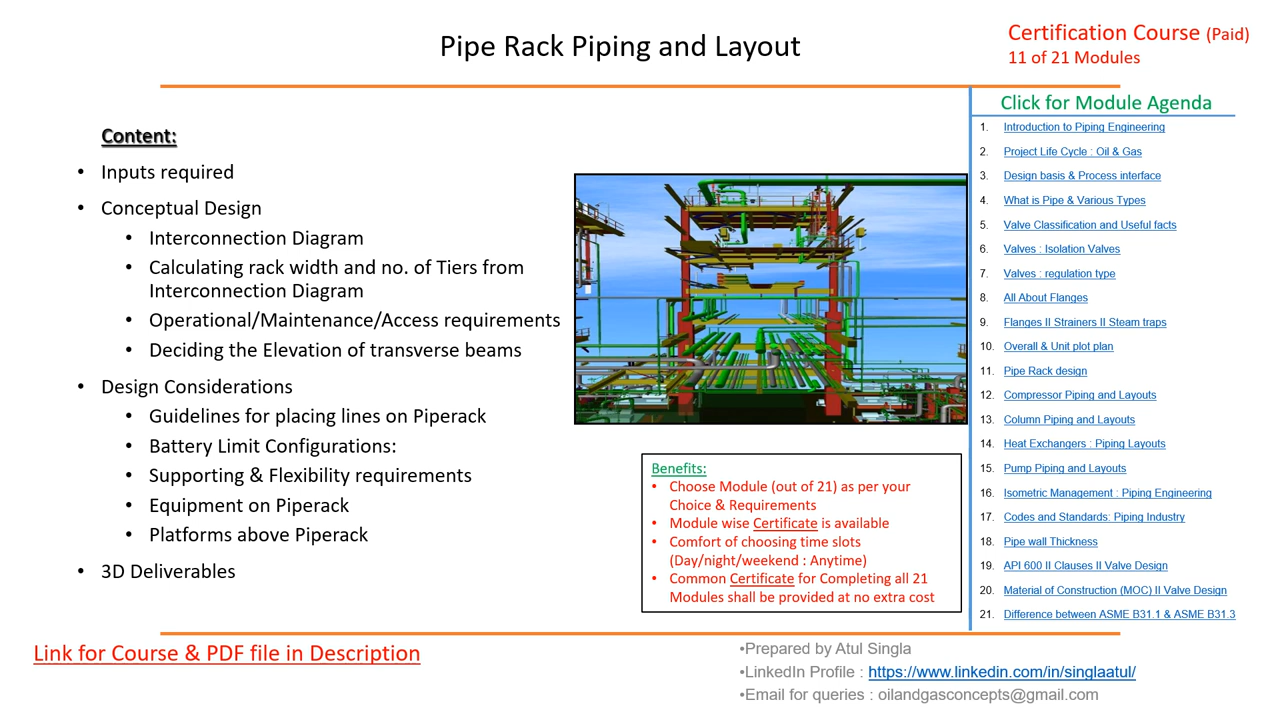 Pipe Rack Piping and Layout
Certification Course (Paid)
11 of 21 Modules
Content:
• Inputs required
• Conceptual Design
• Interconnection Diagram
• Calculating rack width and no. of Tiers from
Interconnection Diagram
• Operational/Maintenance/Access requirements
• Deciding the Elevation of transverse beams
• Design Considerations
• Guidelines for placing lines on Piperack
• Battery Limit Configurations:
• Supporting & Flexibility requirements
• Equipment on Piperack
• Platforms above Piperack
• 3D Deliverables
Benefits:
• Choose Module (out of 21) as per your
Choice & Requirements
• Module wise Certificate is available
• Comfort of choosing time slots
(Day/night/weekend : Anytime)
• Common Certificate for Completing all 21
Modules shall be provided at no extra cost
Click for Module Agenda
1. Introduction to Piping Engineering
2. Project Life Cycle : Oil & Gas
3. Design basis & Process interface
4. What is Pipe & Various Types
5. Valve Classification and Useful facts
6. Valves : Isolation Valves
7. Valves : regulation type
8. All About Flanges
9. Flanges II Strainers II Steam traps
10. Overall & Unit plot plan
11. Pipe Rack design
12. Compressor Piping and Layouts
13. Column Piping and Layouts
14. Heat Exchangers : Piping Layouts
15. Pump Piping and Layouts
16. Isometric Management : Piping Engineering
17. Codes and Standards: Piping Industry
18. Pipe wall Thickness
19. API 600 II Clauses II Valve Design
20. Material of Construction (MOC) II Valve Design
21. Difference between ASME B31.1 & ASME B31.3
Link for Course & PDF file in Description
•Prepared by Atul Singla
•LinkedIn Profile : https://www.linkedin.com/in/singlaatul/
•Email for queries : oilandgasconcepts@gmail.com